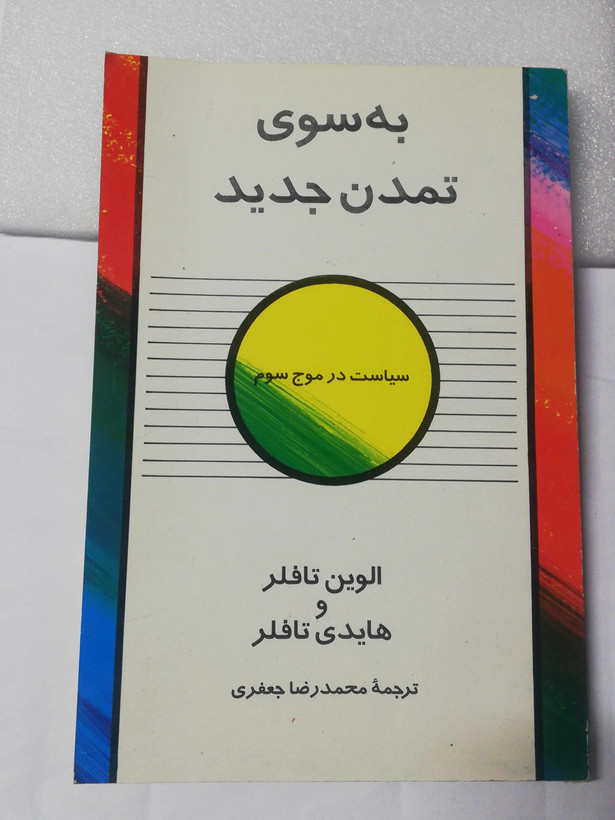 به سوی
تمدن جدید
سیاست در موج سوم
الوین تافلر
و
هایدی تافلر
ترجمهٔ محمدرضا جعفری